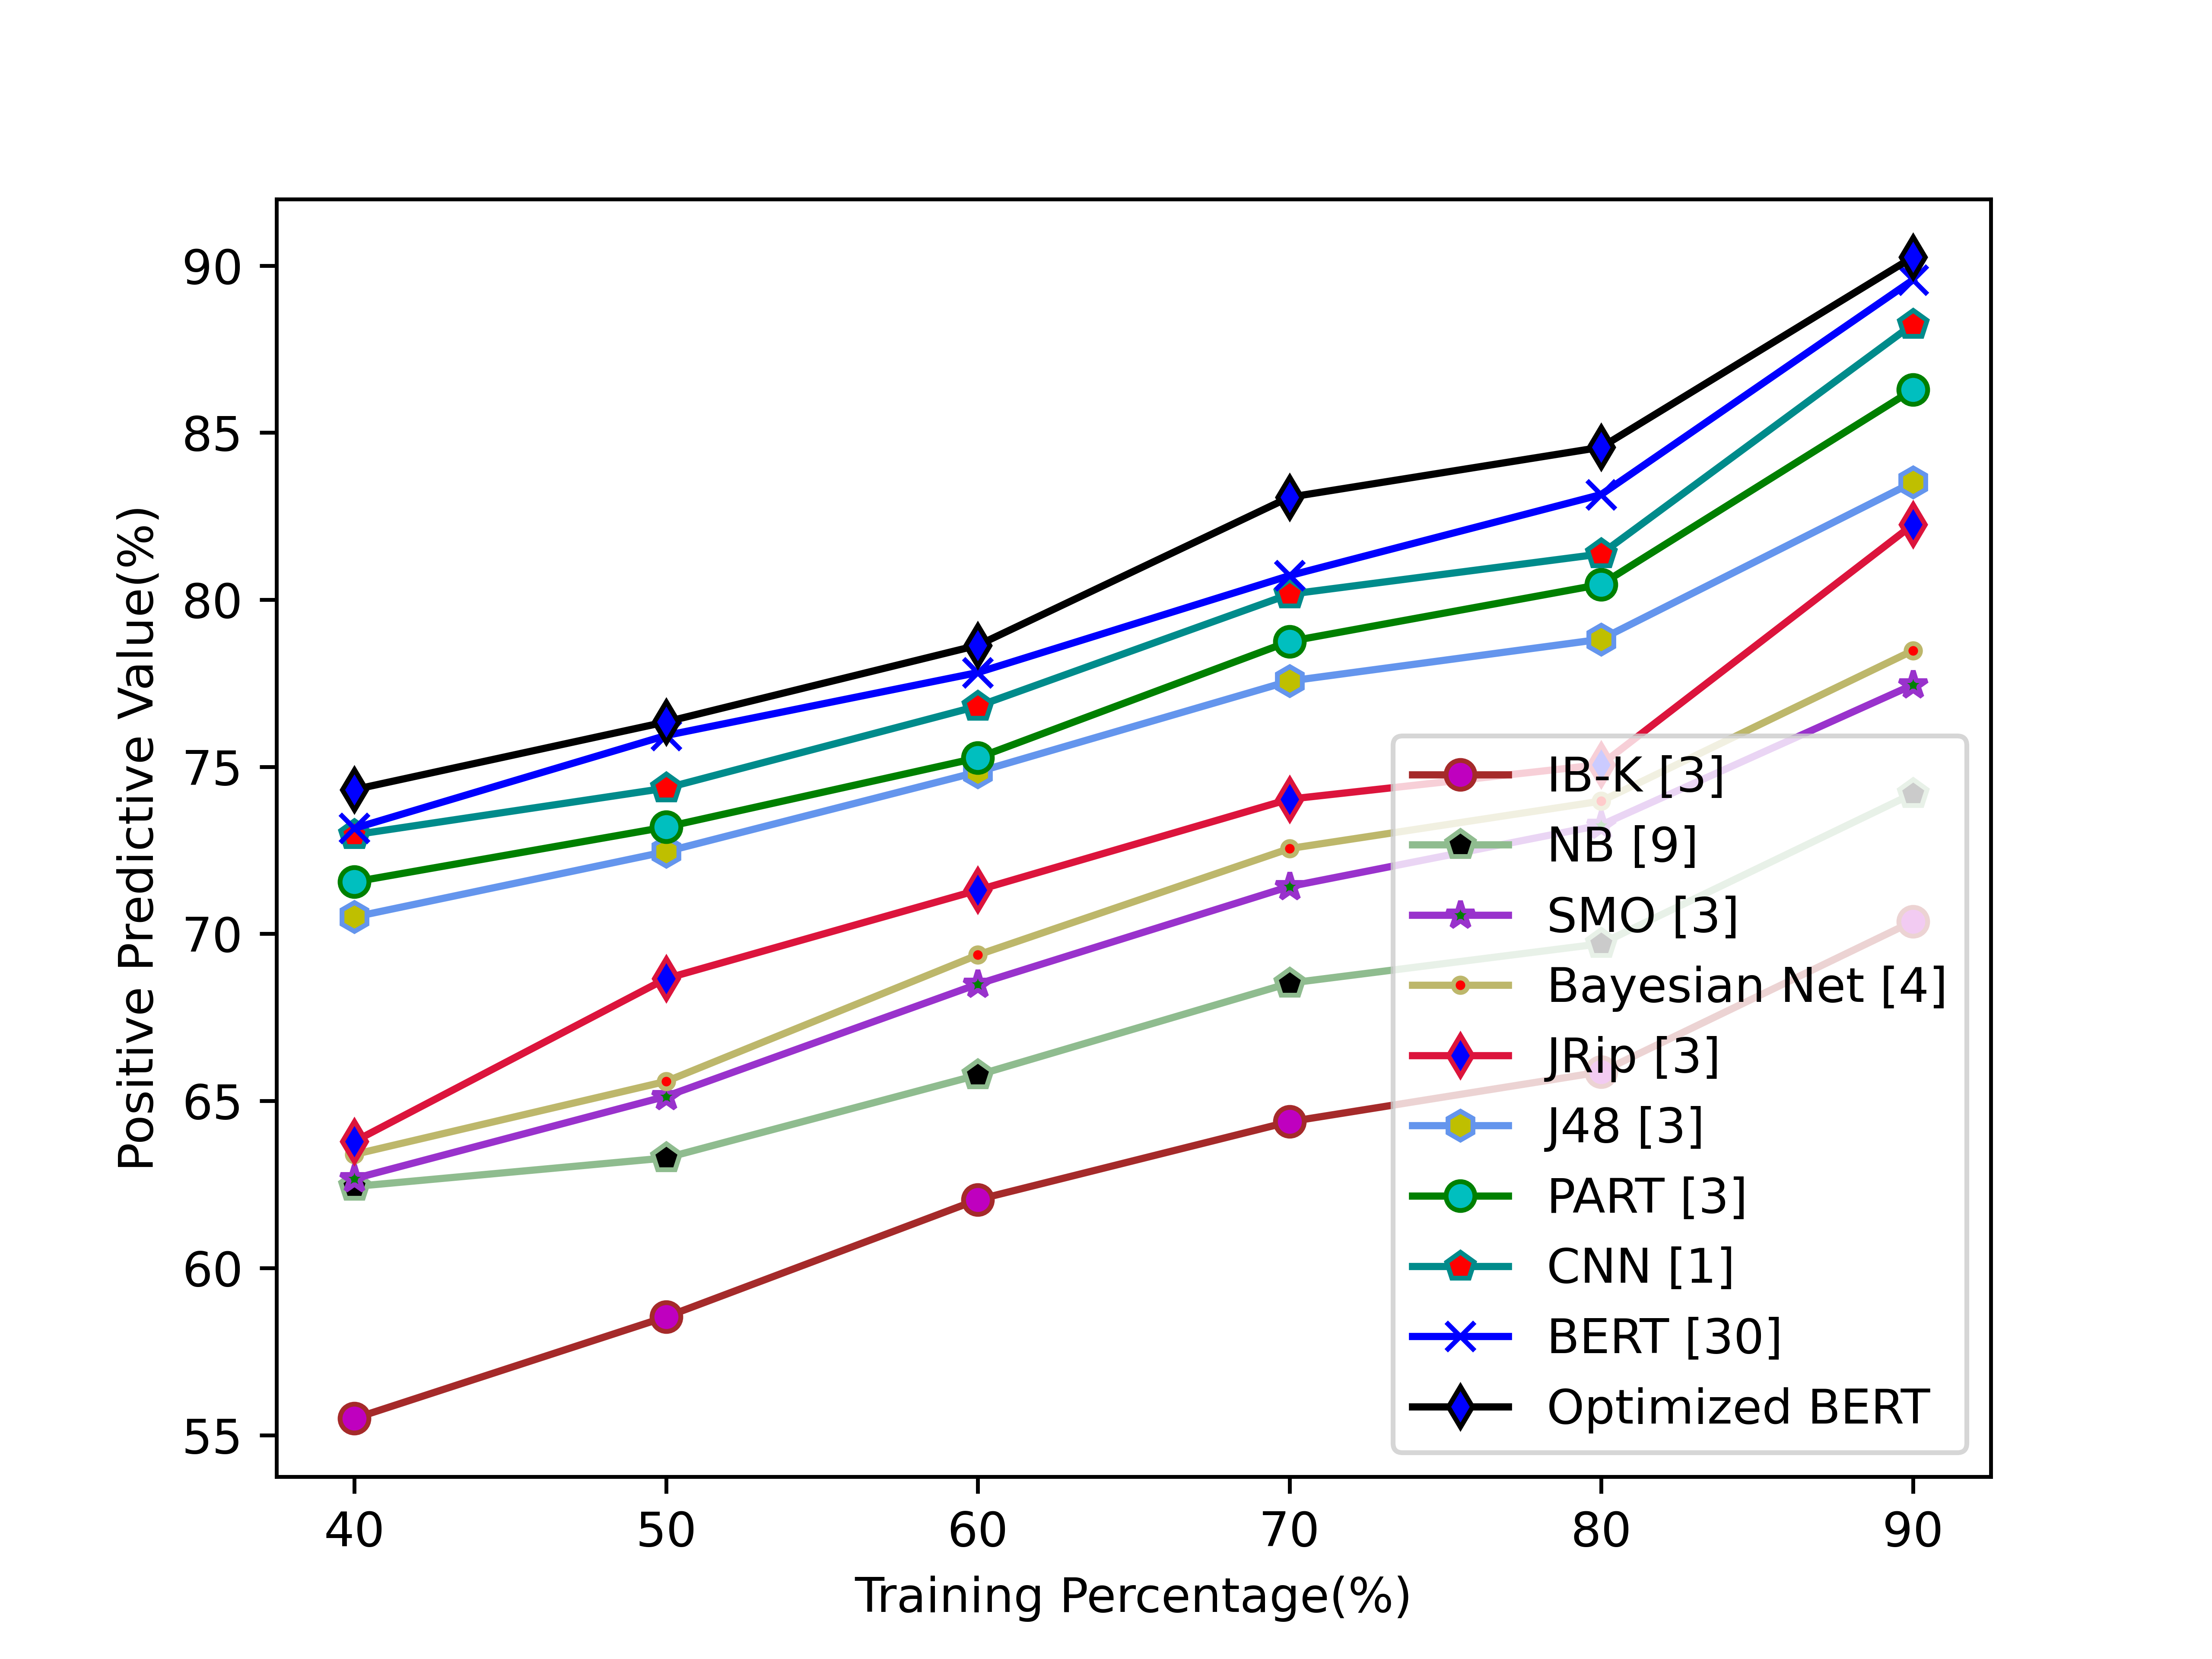 90
85
80
75
70
65
60
55
Positive Predictive Value(%)
40 50 60 70 80 90
Training Percentage(%)
IB-K [3]
NB [9]
SMO [3]
Bayesian Net [4]
JRip [3]
J48 [3]
PART [3]
CNN [1]
BERT [30]
Optimized BERT